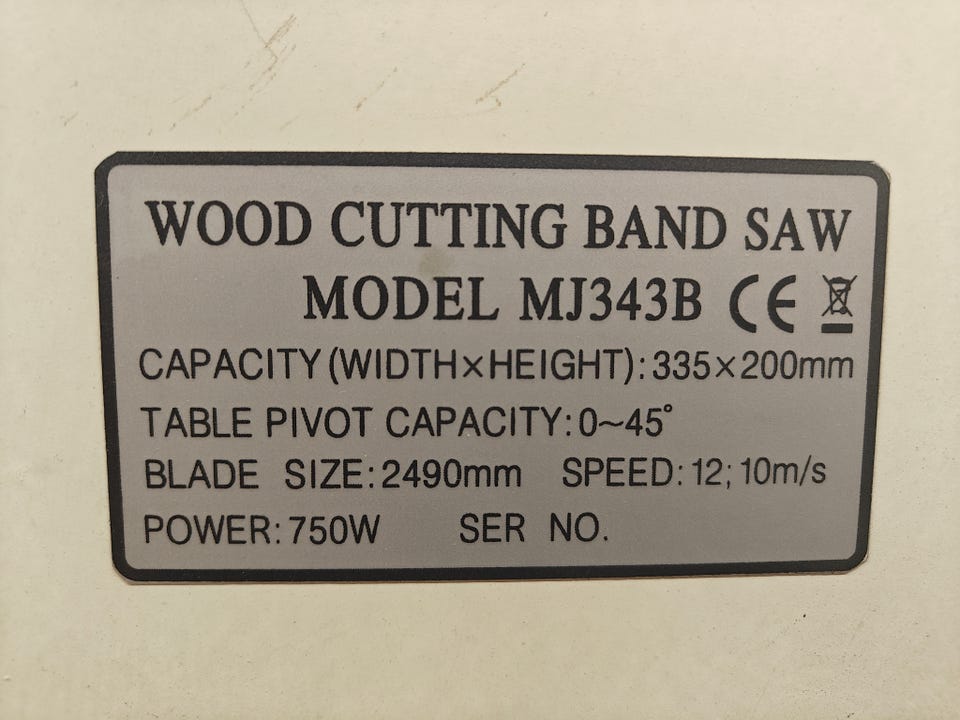 WOOD CUTTING BAND SAW
MODEL MJ343B CE
CAPACITY (WIDTH×HEIGHT): 335×200mm
TABLE PIVOT CAPACITY: 0~45°
BLADE SIZE: 2490mm SPEED: 12; 10m/s
POWER: 750W SER NO.